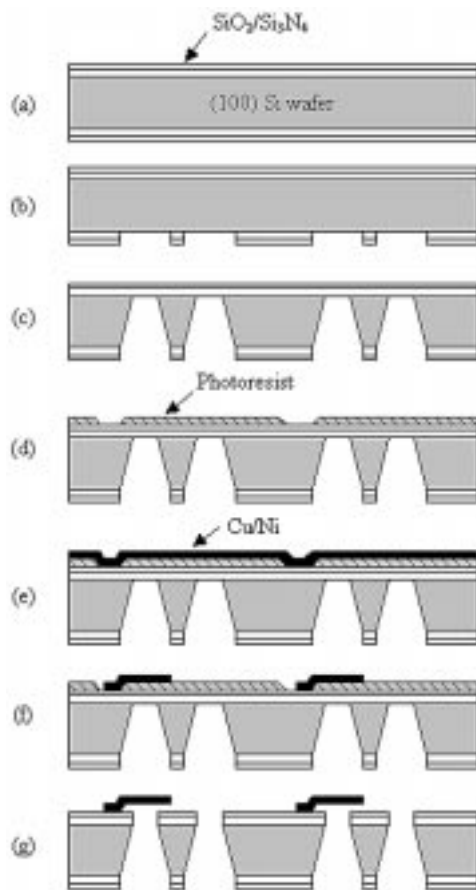 SiO₂/Si₃N₄
(a)
(100) Si wafer
(b)
(c)
Photoresist
(d)
Cu/Ni
(e)
(f)
(g)